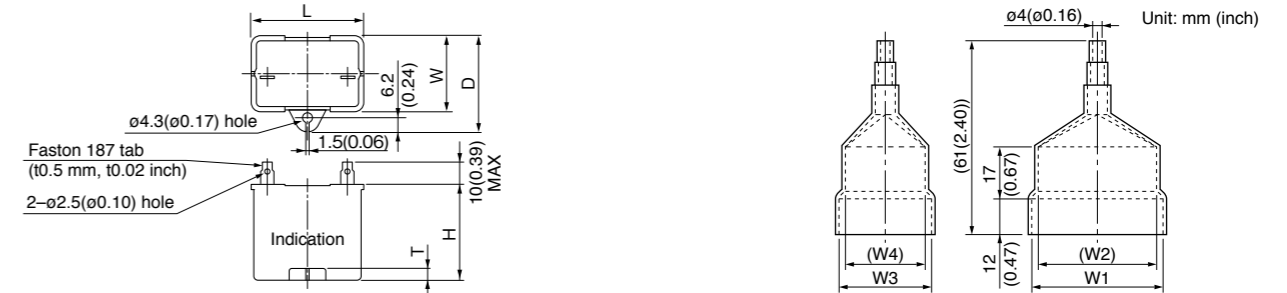 L
W
D
6.2
(0.24)
ø4.3(ø0.17) hole
1.5(0.06)
Faston 187 tab
(t0.5 mm, t0.02 inch)
2–ø2.5(ø0.10) hole
10(0.39)
MAX
Indication
H
T
ø4(ø0.16)
Unit: mm (inch)
(61(2.40))
17
(0.67)
12
(0.47)
(W4)
W3
(W2)
W1